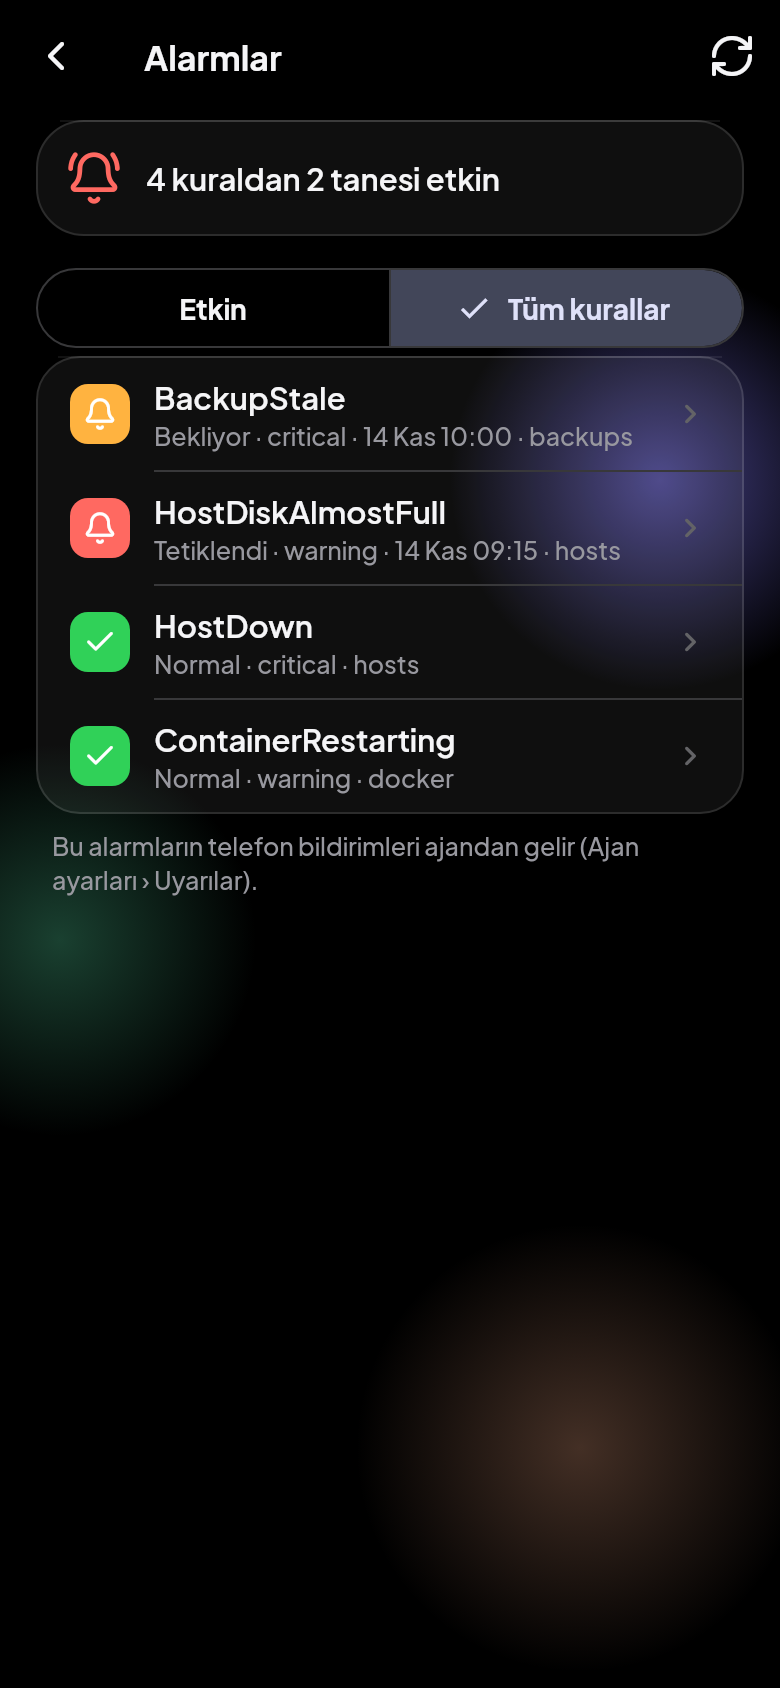 Alarmlar
4 kuraldan 2 tanesi etkin
Etkin
Tüm kurallar
BackupStale
Bekliyor · critical · 14 Kas 10:00 · backups
HostDiskAlmostFull
Tetiklendi · warning · 14 Kas 09:15 · hosts
HostDown
Normal · critical · hosts
ContainerRestarting
Normal · warning · docker
Bu alarmların telefon bildirimleri ajandan gelir (Ajan
ayarları › Uyarılar).